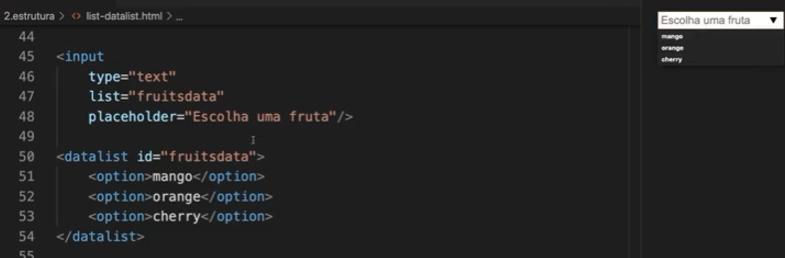 2.estrutura > <> list-datalist.html > ...
44
45 <input
46 type="text"
47 list="fruitsdata"
48 placeholder="Escolha uma fruta"/>
49
50 <datalist id="fruitsdata">
51 <option>mango</option>
52 <option>orange</option>
53 <option>cherry</option>
54 </datalist>
55
Escolha uma fruta ▼
mango
orange
cherry